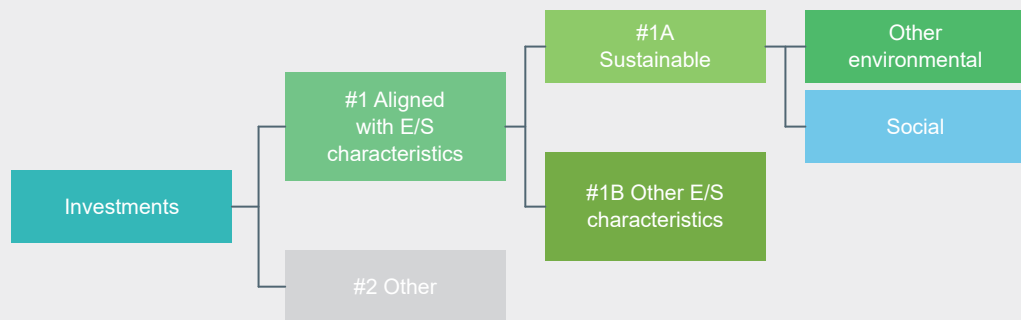 Investments
#1 Aligned
with E/S
characteristics
#2 Other
#1A
Sustainable
#1B Other E/S
characteristics
Other
environmental
Social